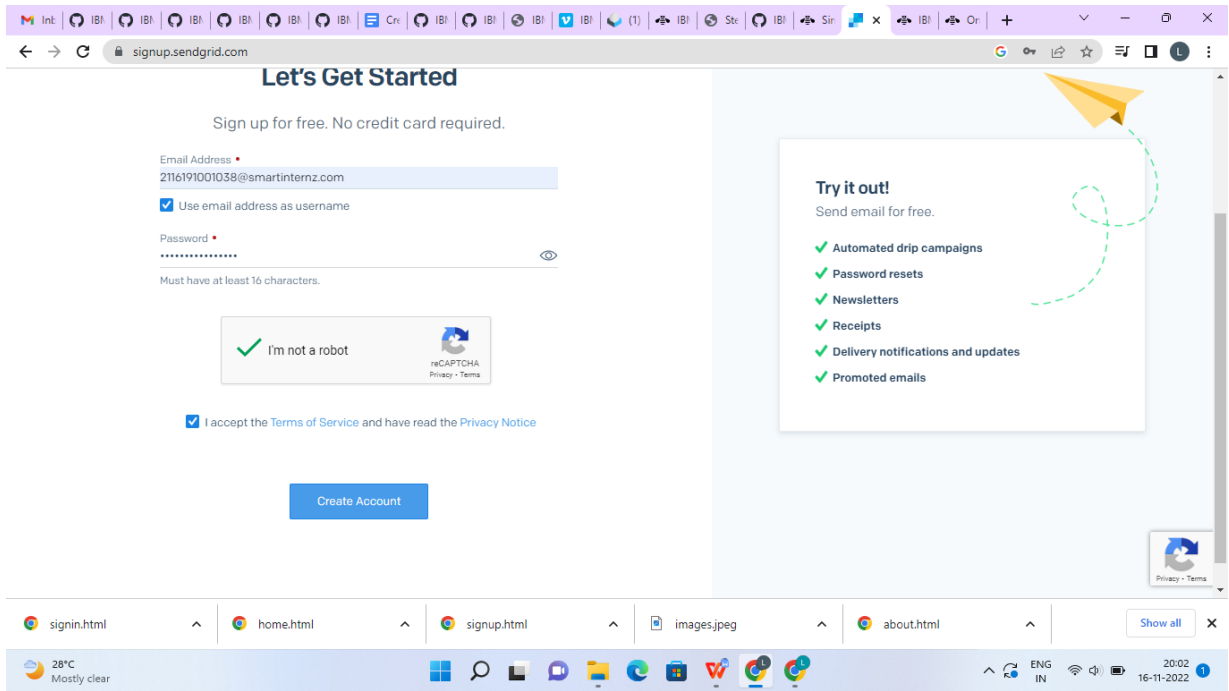 Inb IBM IBM IBM IBM IBM IBM Cre IBM IBM IBM IBM (1) IBM Ste IBM Sin IBM On
signup.sendgrid.com
L
Let's Get Started
Sign up for free. No credit card required.
Email Address •
2116191001038@smartinternz.com
Use email address as username
Password •
••••••••••••••••
Must have at least 16 characters.
I'm not a robot
reCAPTCHA
Privacy - Terms
I accept the Terms of Service and have read the Privacy Notice
Create Account
Try it out!
Send email for free.
Automated drip campaigns
Password resets
Newsletters
Receipts
Delivery notifications and updates
Promoted emails
Privacy - Terms
signin.html
home.html
signup.html
images.jpeg
about.html
Show all
28°C
Mostly clear
ENG
IN
20:02
16-11-2022
1